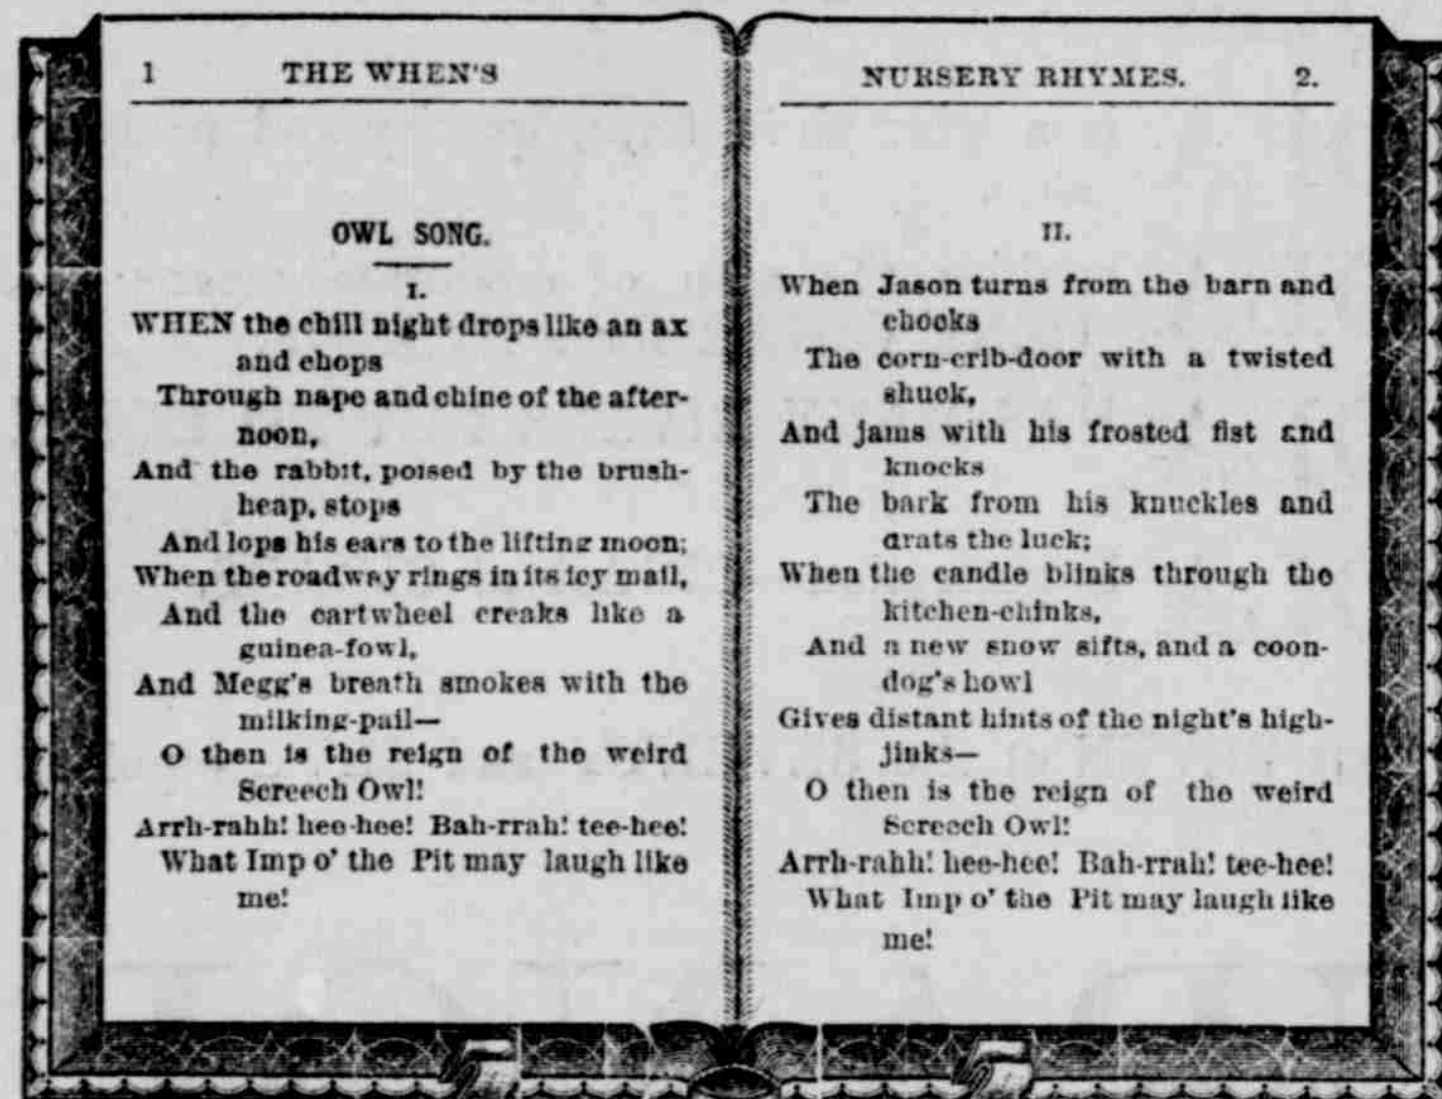 1 THE WHEN'S
OWL SONG.
I.
WHEN the chill night drops like an ax
and chops
Through nape and chine of the after-
noon,
And the rabbit, poised by the brush-
heap, stops
And lops his ears to the lifting moon;
When the roadway rings in its icy mail,
And the cartwheel creaks like a
guinea-fowl,
And Megg's breath smokes with the
milking-pail—
O then is the reign of the weird
Screech Owl!
Arrh-rahh! hee-hee! Bah-rrah! tee-hee!
What Imp o' the Pit may laugh like
me!
NURSERY RHYMES. 2.
II.
When Jason turns from the barn and
chocks
The corn-crib-door with a twisted
shuck,
And jams with his frosted fist and
knocks
The bark from his knuckles and
drats the luck;
When the candle blinks through the
kitchen-chinks,
And a new snow sifts, and a coon-
dog's howl
Gives distant hints of the night's high-
jinks—
O then is the reign of the weird
Screech Owl!
Arrh-rahh! hee-hee! Bah-rrah! tee-hee!
What Imp o' the Pit may laugh like
me!